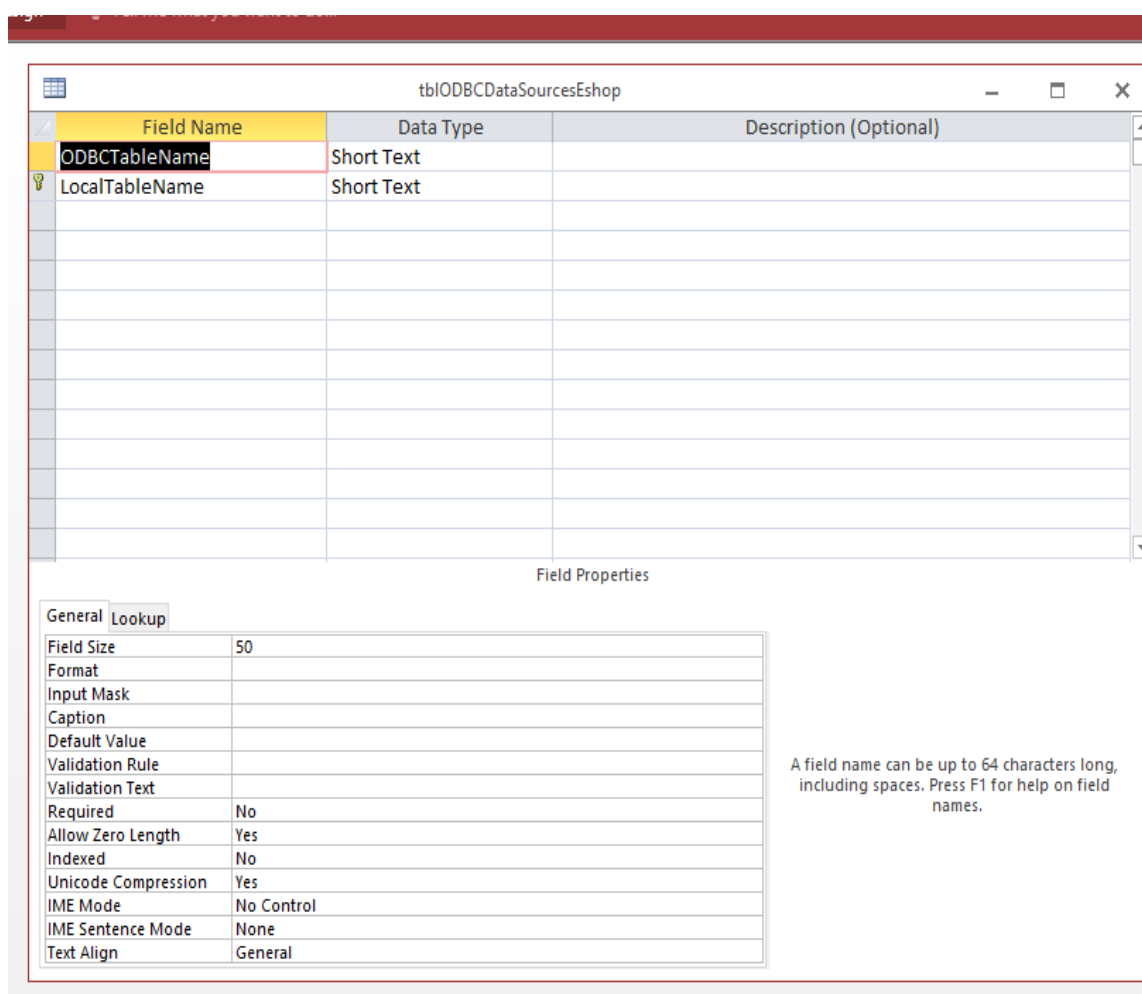 tblODBCDataSourcesEshop
Field Name Data Type Description (Optional)
ODBCTableName Short Text
LocalTableName Short Text
Field Properties
General Lookup
Field Size 50
Format
Input Mask
Caption
Default Value
Validation Rule
Validation Text
Required No
Allow Zero Length Yes
Indexed No
Unicode Compression Yes
IME Mode No Control
IME Sentence Mode None
Text Align General
A field name can be up to 64 characters long,
including spaces. Press F1 for help on field
names.